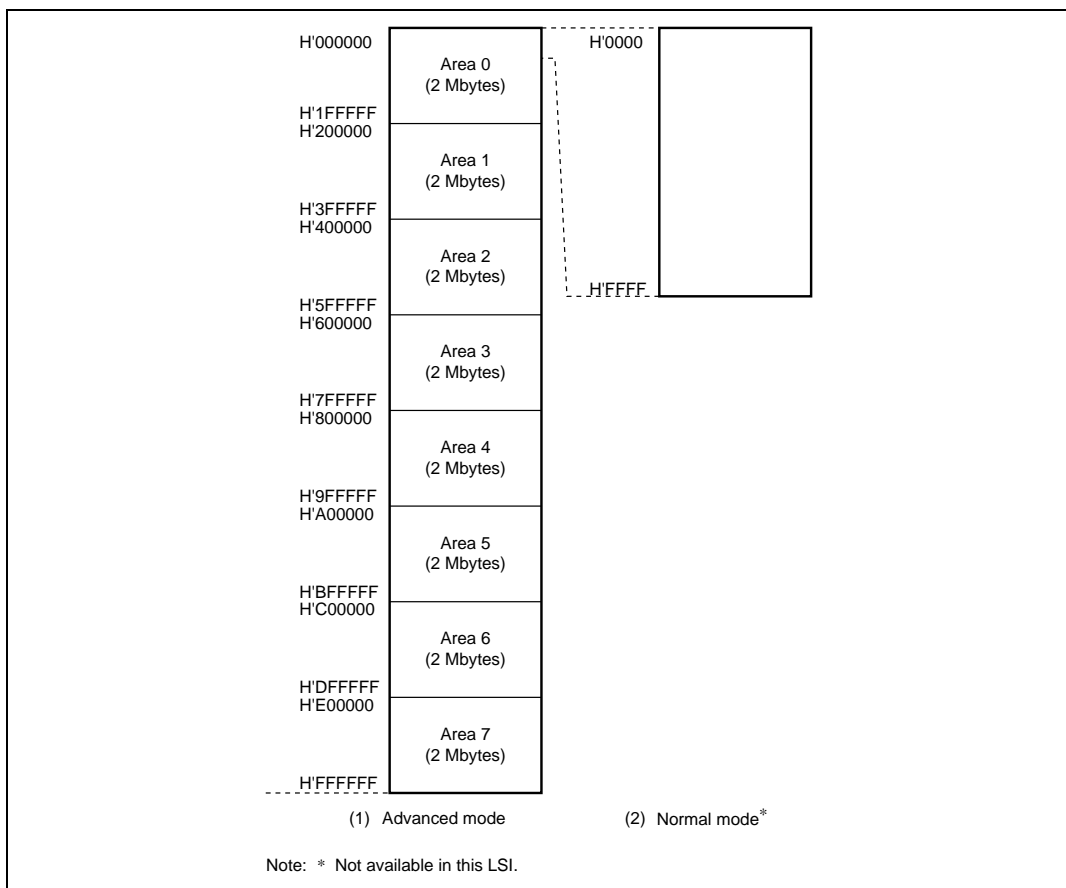 H'000000
Area 0
(2 Mbytes)
H'1FFFFF
H'200000
Area 1
(2 Mbytes)
H'3FFFFF
H'400000
Area 2
(2 Mbytes)
H'5FFFFF
H'600000
Area 3
(2 Mbytes)
H'7FFFFF
H'800000
Area 4
(2 Mbytes)
H'9FFFFF
H'A00000
Area 5
(2 Mbytes)
H'BFFFFF
H'C00000
Area 6
(2 Mbytes)
H'DFFFFF
H'E00000
Area 7
(2 Mbytes)
H'FFFFFF
(1) Advanced mode
H'0000
H'FFFF
(2) Normal mode*
Note: * Not available in this LSI.